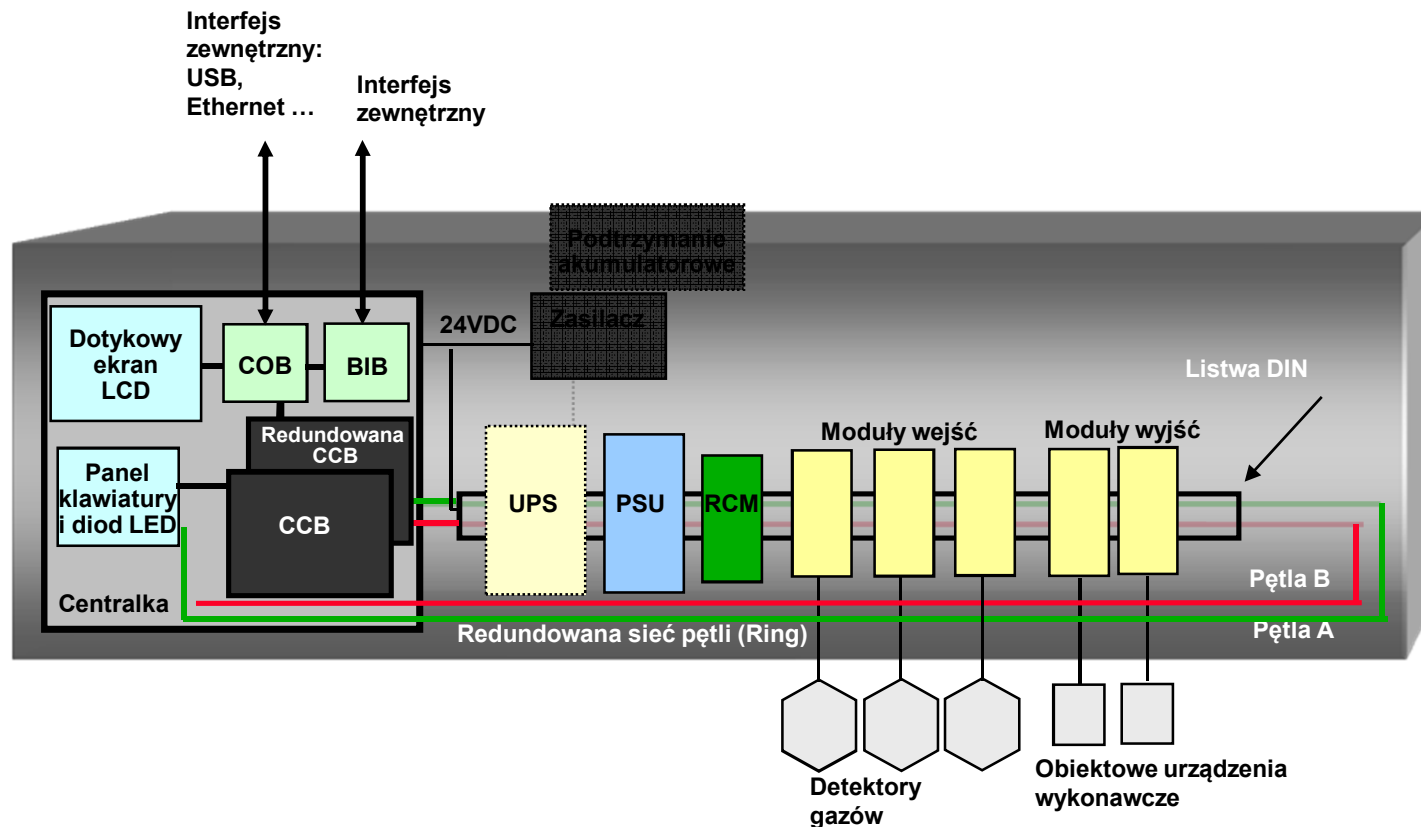 Interfejs
zewnętrzny:
USB,
Ethernet …
Interfejs
zewnętrzny
Podtrzymanie
akumulatorowe
Zasilacz
24VDC
Dotykowy
ekran
LCD
COB
BIB
Listwa DIN
Redundowana
CCB
Panel
klawiatury
i diod LED
CCB
UPS
PSU
RCM
Moduły wejść
Moduły wyjść
Centralka
Pętla B
Redundowana sieć pętli (Ring)
Pętla A
Detektory
gazów
Obiektowe urządzenia
wykonawcze